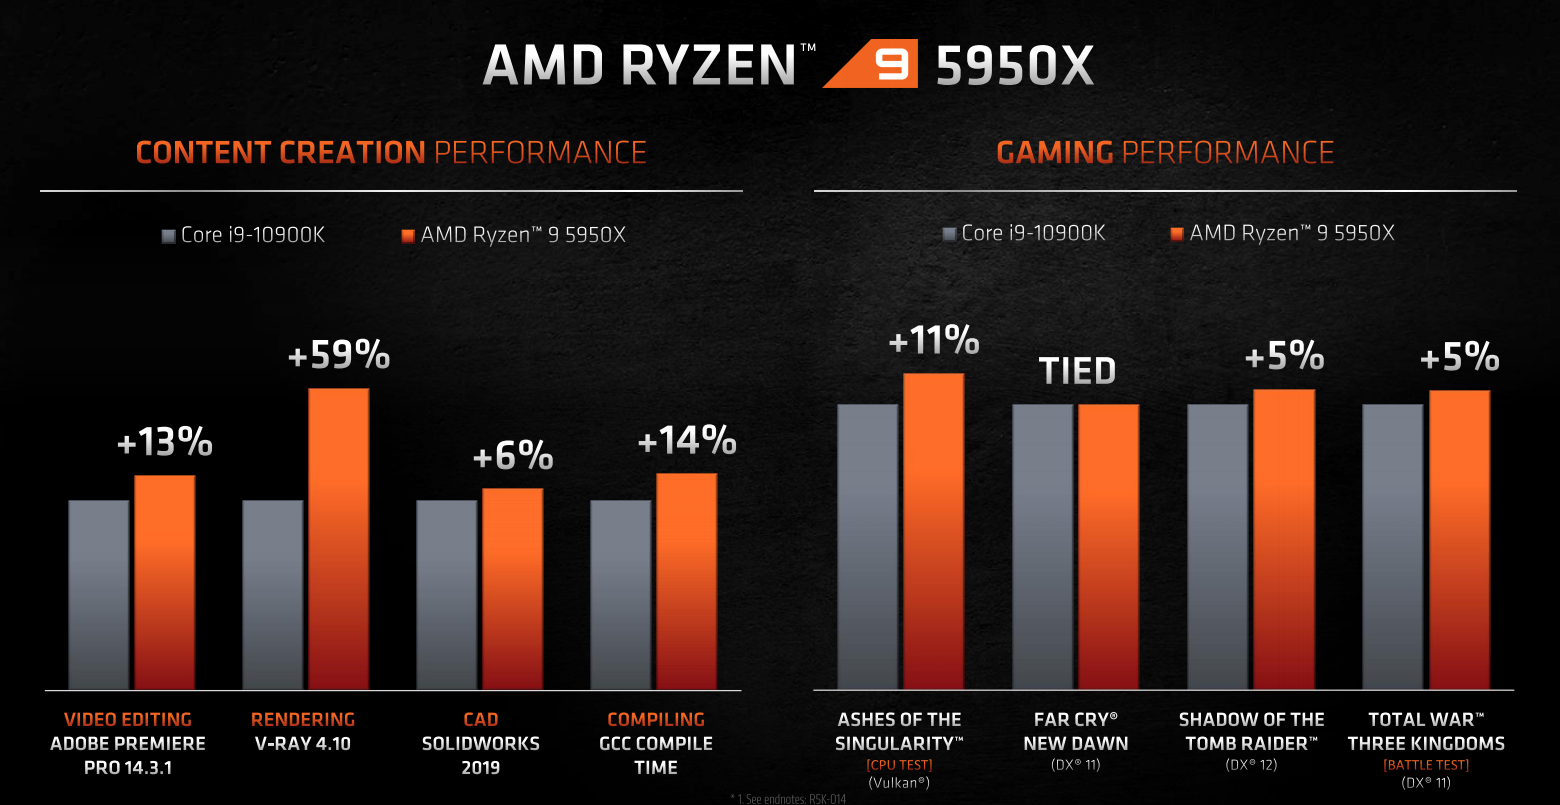 AMD RYZEN™ 9 5950X
CONTENT CREATION PERFORMANCE
Core i9-10900K
AMD Ryzen™ 9 5950X
+13%
+59%
+6%
+14%
VIDEO EDITING
ADOBE PREMIERE
PRO 14.3.1
RENDERING
V-RAY 4.10
CAD
SOLIDWORKS
2019
COMPILING
GCC COMPILE
TIME
GAMING PERFORMANCE
Core i9-10900K
AMD Ryzen™ 9 5950X
+11%
TIED
+5%
+5%
ASHES OF THE
SINGULARITY™
[CPU TEST]
(Vulkan®)
FAR CRY®
NEW DAWN
(DX® 11)
SHADOW OF THE
TOMB RAIDER™
(DX® 12)
TOTAL WAR™
THREE KINGDOMS
[BATTLE TEST]
(DX® 11)
* 1. See endnotes: R5K-014